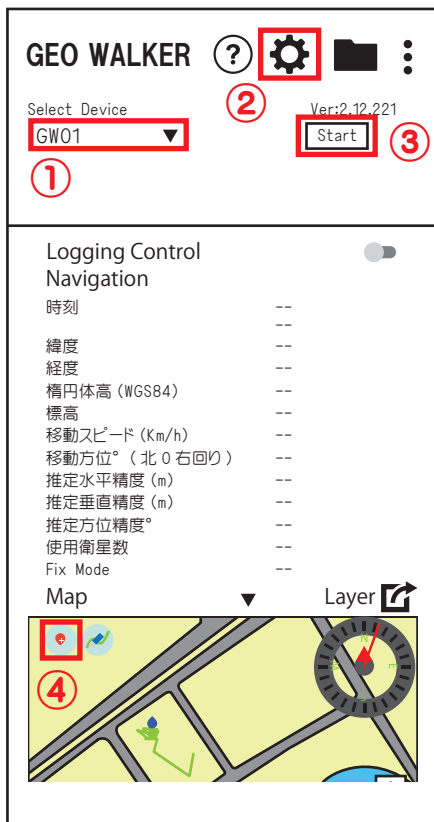 GEO WALKER ?
②
Select Device Ver:2.12.221
GW01 ▼ Start ③
①
Logging Control
Navigation
時刻 --
--
緯度 --
経度 --
楕円体高 (WGS84) --
標高 --
移動スピード (Km/h) --
移動方位° ( 北 0 右回り ) --
推定水平精度 (m) --
推定垂直精度 (m) --
推定方位精度° --
使用衛星数 --
Fix Mode --
Map ▼ Layer
N
E
④